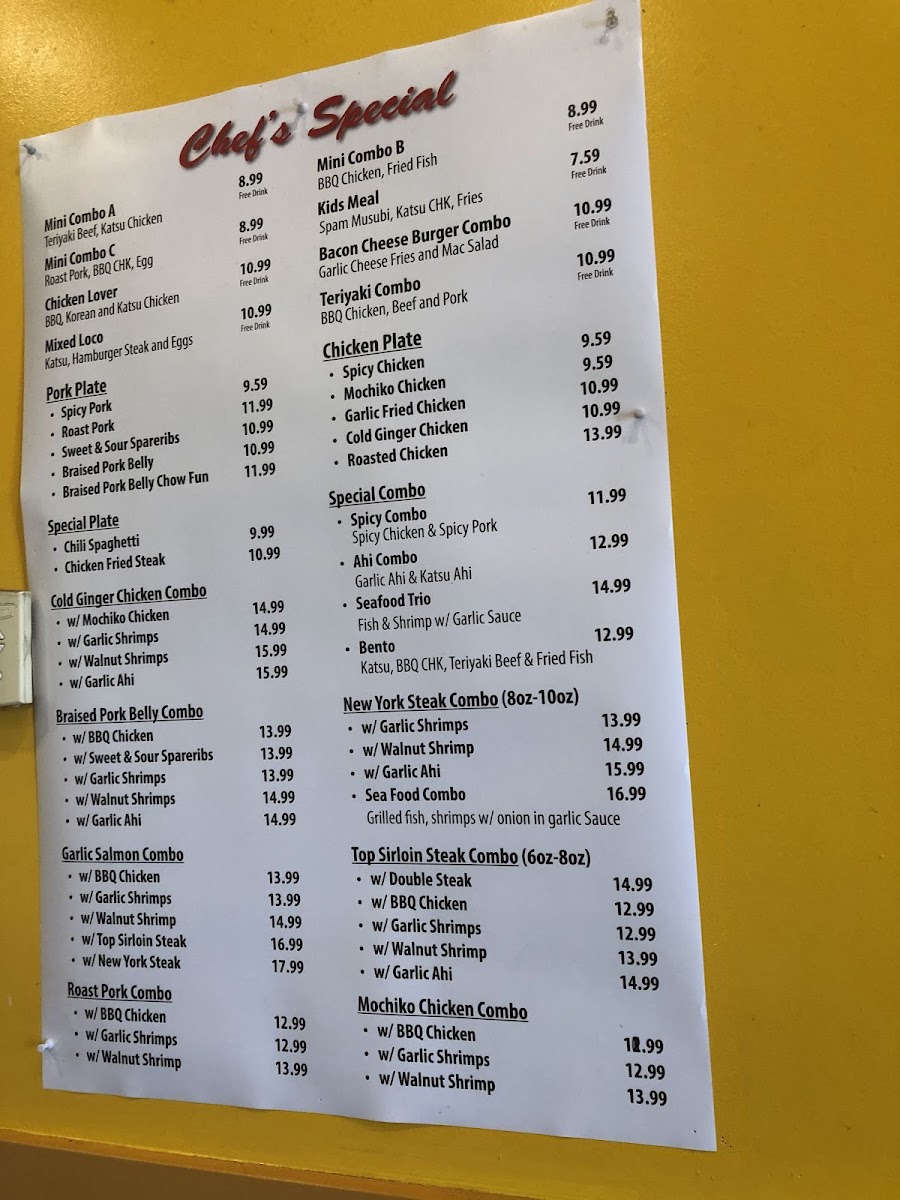 Chef's Special
Mini Combo A 8.99
Teriyaki Beef, Katsu Chicken Free Drink
Mini Combo C 8.99
Roast Pork, BBQ CHK, Egg Free Drink
Chicken Lover 10.99
BBQ, Korean and Katsu Chicken Free Drink
Mixed Loco 10.99
Katsu, Hamburger Steak and Eggs Free Drink
Pork Plate
• Spicy Pork 9.59
• Roast Pork 11.99
• Sweet & Sour Spareribs 10.99
• Braised Pork Belly 10.99
• Braised Pork Belly Chow Fun 11.99
Special Plate
• Chili Spaghetti 9.99
• Chicken Fried Steak 10.99
Cold Ginger Chicken Combo
• w/ Mochiko Chicken 14.99
• w/ Garlic Shrimps 14.99
• w/ Walnut Shrimps 15.99
• w/ Garlic Ahi 15.99
Braised Pork Belly Combo
• w/ BBQ Chicken 13.99
• w/ Sweet & Sour Spareribs 13.99
• w/ Garlic Shrimps 13.99
• w/ Walnut Shrimps 14.99
• w/ Garlic Ahi 14.99
Garlic Salmon Combo
• w/ BBQ Chicken 13.99
• w/ Garlic Shrimps 13.99
• w/ Walnut Shrimp 14.99
• w/ Top Sirloin Steak 16.99
• w/ New York Steak 17.99
Roast Pork Combo
• w/ BBQ Chicken 12.99
• w/ Garlic Shrimps 12.99
• w/ Walnut Shrimp 13.99
Mini Combo B 8.99
BBQ Chicken, Fried Fish Free Drink
Kids Meal 7.59
Spam Musubi, Katsu CHK, Fries Free Drink
Bacon Cheese Burger Combo 10.99
Garlic Cheese Fries and Mac Salad Free Drink
Teriyaki Combo 10.99
BBQ Chicken, Beef and Pork Free Drink
Chicken Plate
• Spicy Chicken 9.59
• Mochiko Chicken 9.59
• Garlic Fried Chicken 10.99
• Cold Ginger Chicken 10.99
• Roasted Chicken 13.99
Special Combo
• Spicy Combo 11.99
Spicy Chicken & Spicy Pork
• Ahi Combo 12.99
Garlic Ahi & Katsu Ahi
• Seafood Trio 14.99
Fish & Shrimp w/ Garlic Sauce
• Bento 12.99
Katsu, BBQ CHK, Teriyaki Beef & Fried Fish
New York Steak Combo (8oz-10oz)
• w/ Garlic Shrimps 13.99
• w/ Walnut Shrimp 14.99
• w/ Garlic Ahi 15.99
• Sea Food Combo 16.99
Grilled fish, shrimps w/ onion in garlic Sauce
Top Sirloin Steak Combo (6oz-8oz)
• w/ Double Steak 14.99
• w/ BBQ Chicken 12.99
• w/ Garlic Shrimps 12.99
• w/ Walnut Shrimp 13.99
• w/ Garlic Ahi 14.99
Mochiko Chicken Combo
• w/ BBQ Chicken
• w/ Garlic Shrimps 12.99
• w/ Walnut Shrimp 13.99